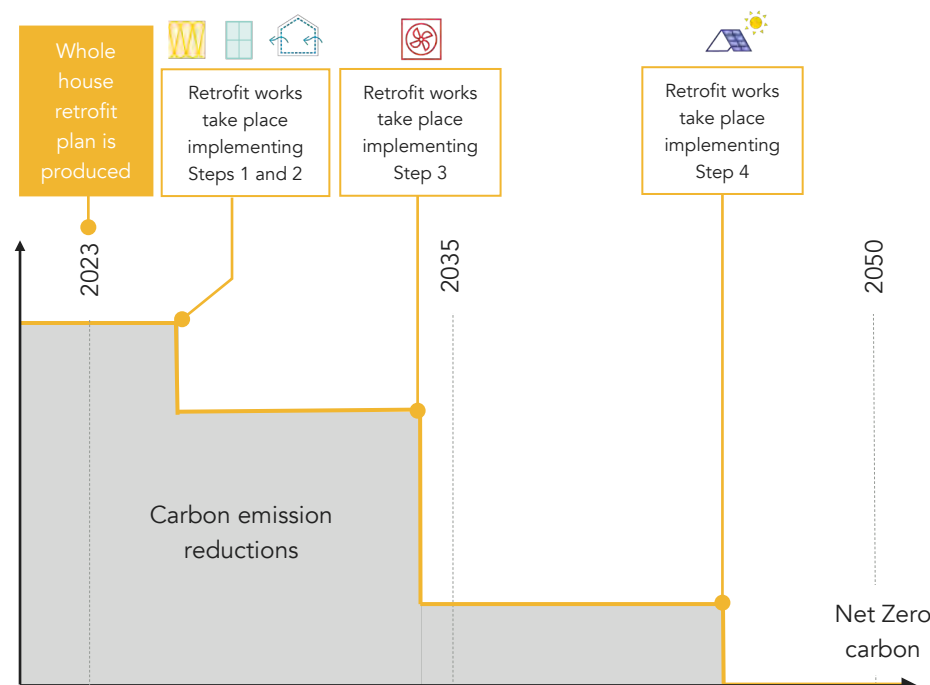 Whole
house
retrofit
plan is
produced
Retrofit works
take place
implementing
Steps 1 and 2
Retrofit works
take place
implementing
Step 3
Retrofit works
take place
implementing
Step 4
2023
2035
2050
Carbon emission
reductions
Net Zero
carbon